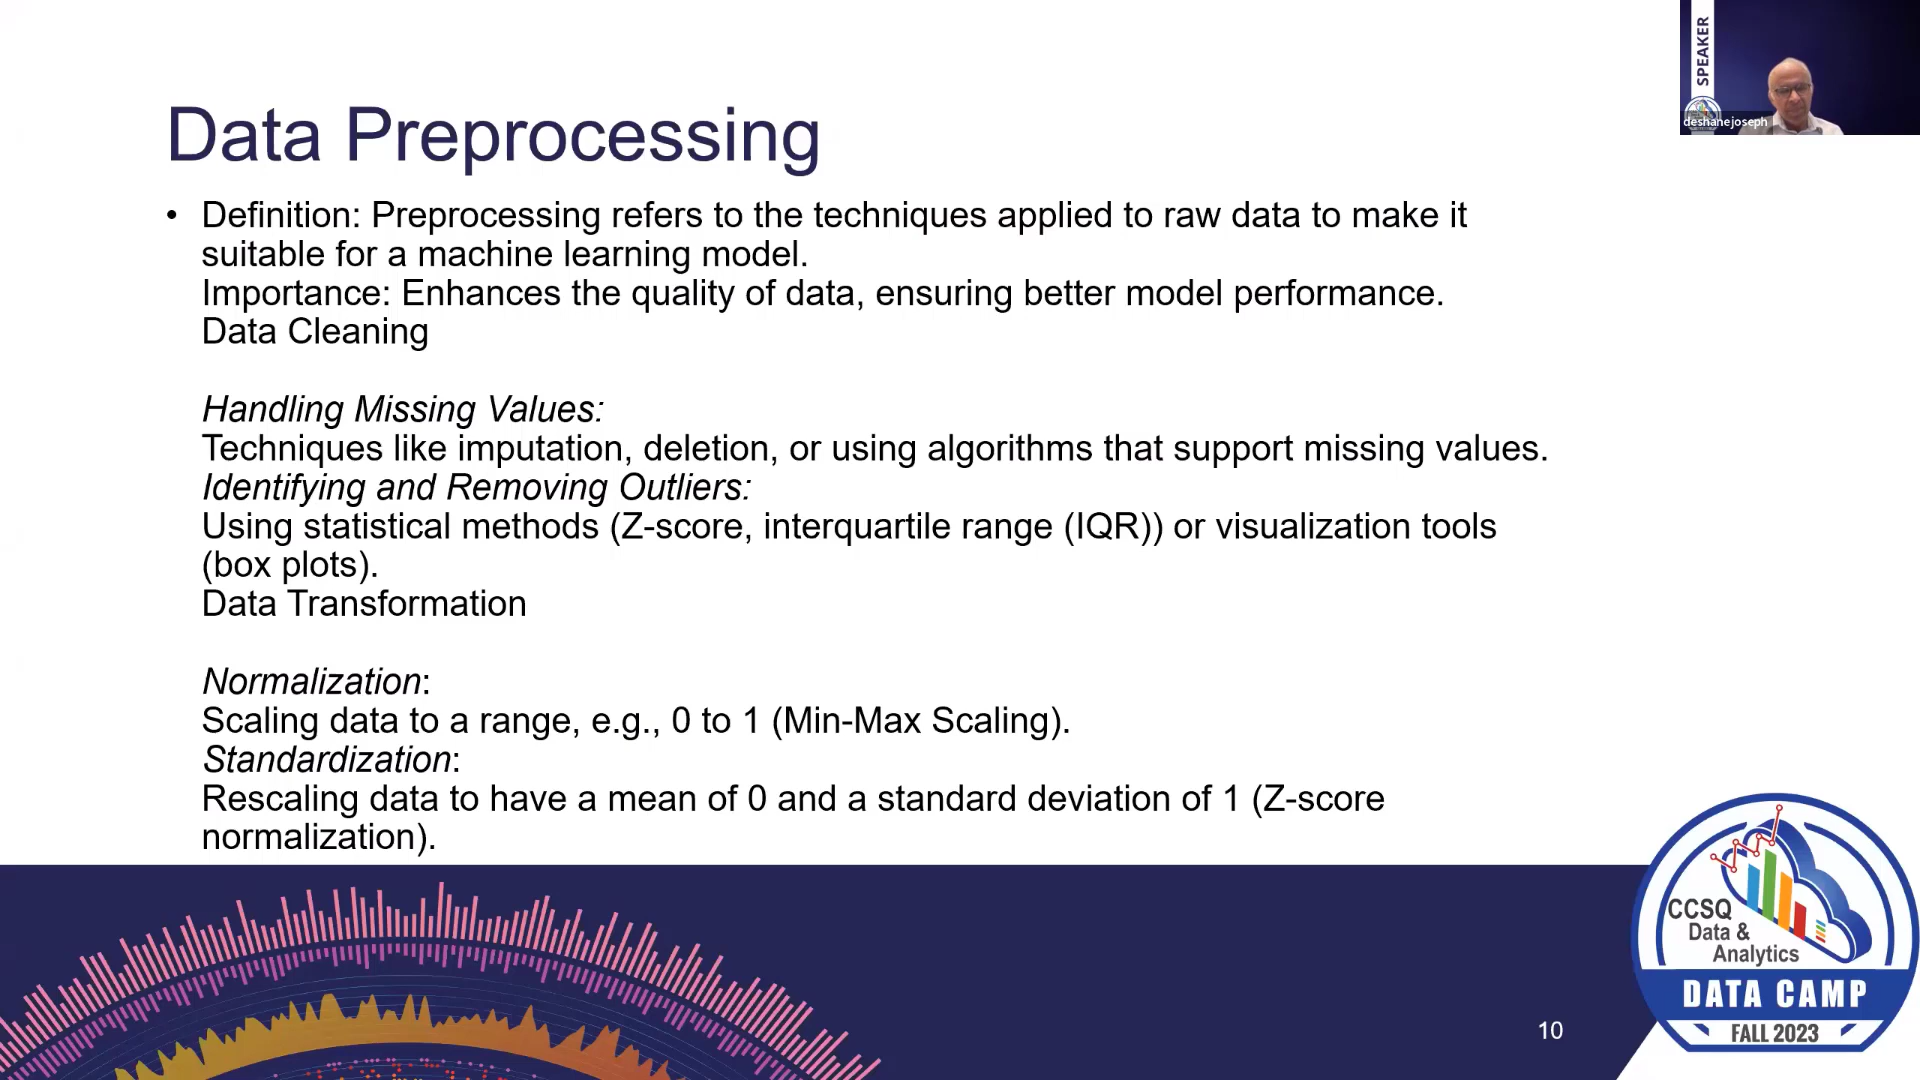 SPEAKER
deshanejoseph
Data Preprocessing
• Definition: Preprocessing refers to the techniques applied to raw data to make it
suitable for a machine learning model.
Importance: Enhances the quality of data, ensuring better model performance.
Data Cleaning
Handling Missing Values:
Techniques like imputation, deletion, or using algorithms that support missing values.
Identifying and Removing Outliers:
Using statistical methods (Z-score, interquartile range (IQR)) or visualization tools
(box plots).
Data Transformation
Normalization:
Scaling data to a range, e.g., 0 to 1 (Min-Max Scaling).
Standardization:
Rescaling data to have a mean of 0 and a standard deviation of 1 (Z-score
normalization).
CCSQ
Data &
Analytics
DATA CAMP
FALL 2023
10